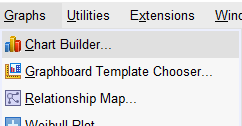 Graphs Utilities Extensions
Chart Builder...
Graphboard Template Chooser...
Relationship Map...
Weibull Plot